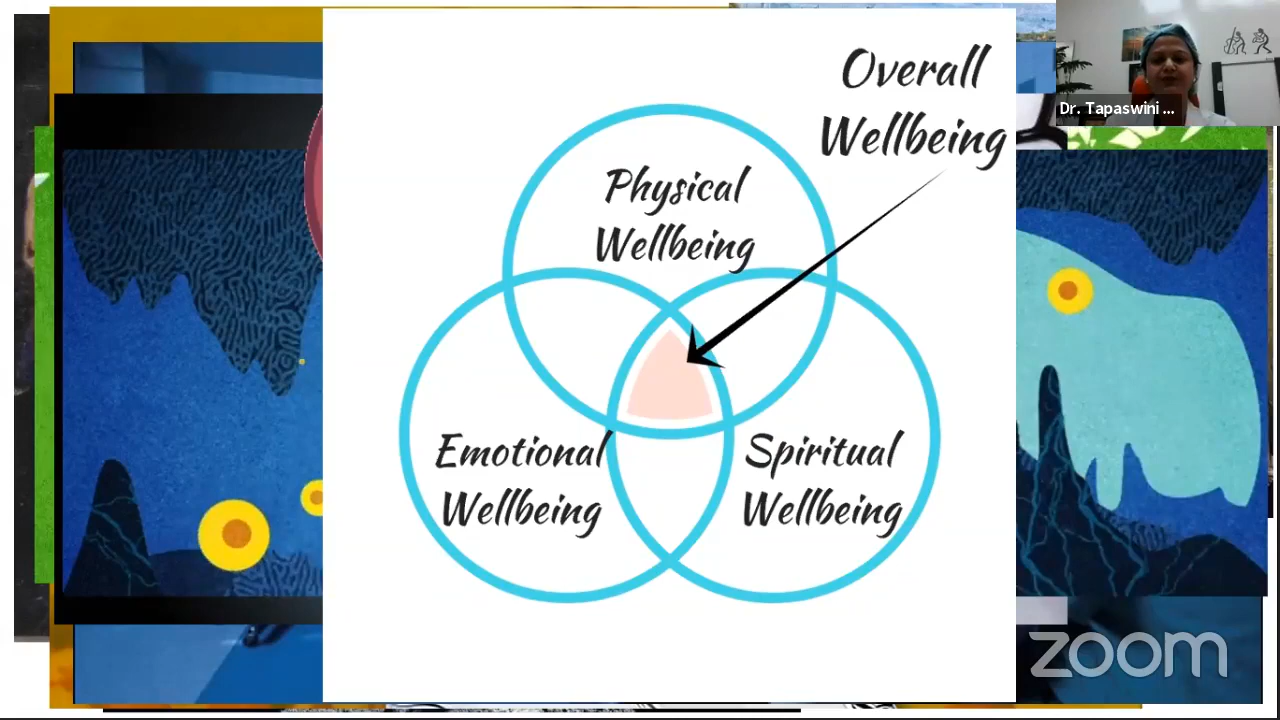 Overall
Wellbeing
Dr. Tapaswini ...
Physical
Wellbeing
Emotional
Wellbeing
Spiritual
Wellbeing
zoom